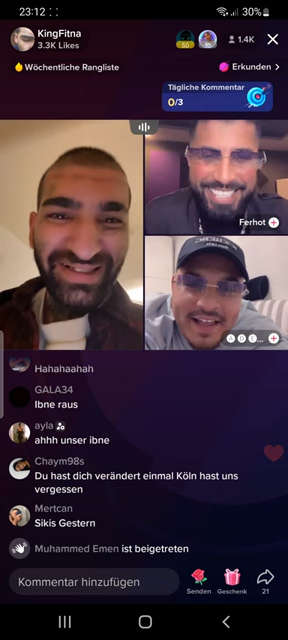 23:12
30%
KingFitna
3.3K Likes
50
1.4K
Wöchentliche Rangliste
Erkunden >
Tägliche Kommentar
0/3
Ferhot
A D E...
Hahahaahah
GALA34
Ibne raus
ayla
ahhh unser ibne
Chaym98s
Du hast dich verändert einmal Köln hast uns
vergessen
Mertcan
Sikis Gestern
Muhammed Emen ist beigetreten
Kommentar hinzufügen
Senden
Geschenk
21